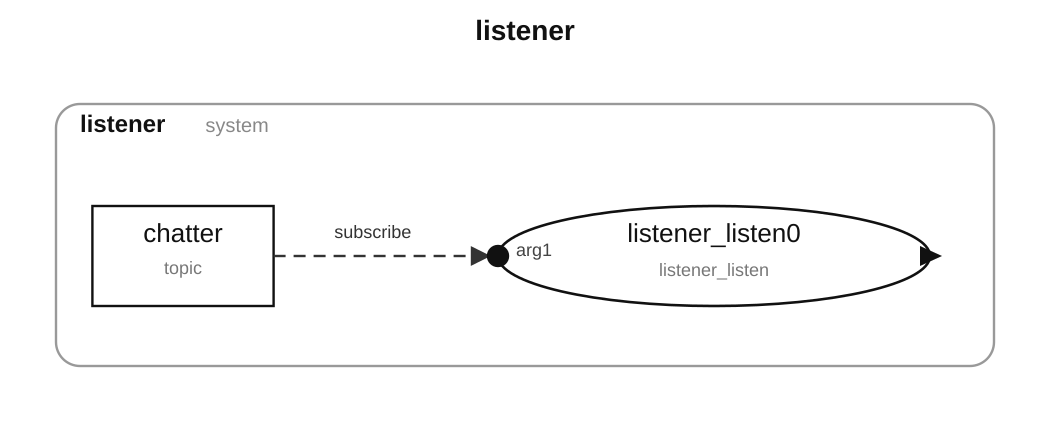 listener
listener system
chatter
topic
subscribe
arg1
listener_listen0
listener_listen